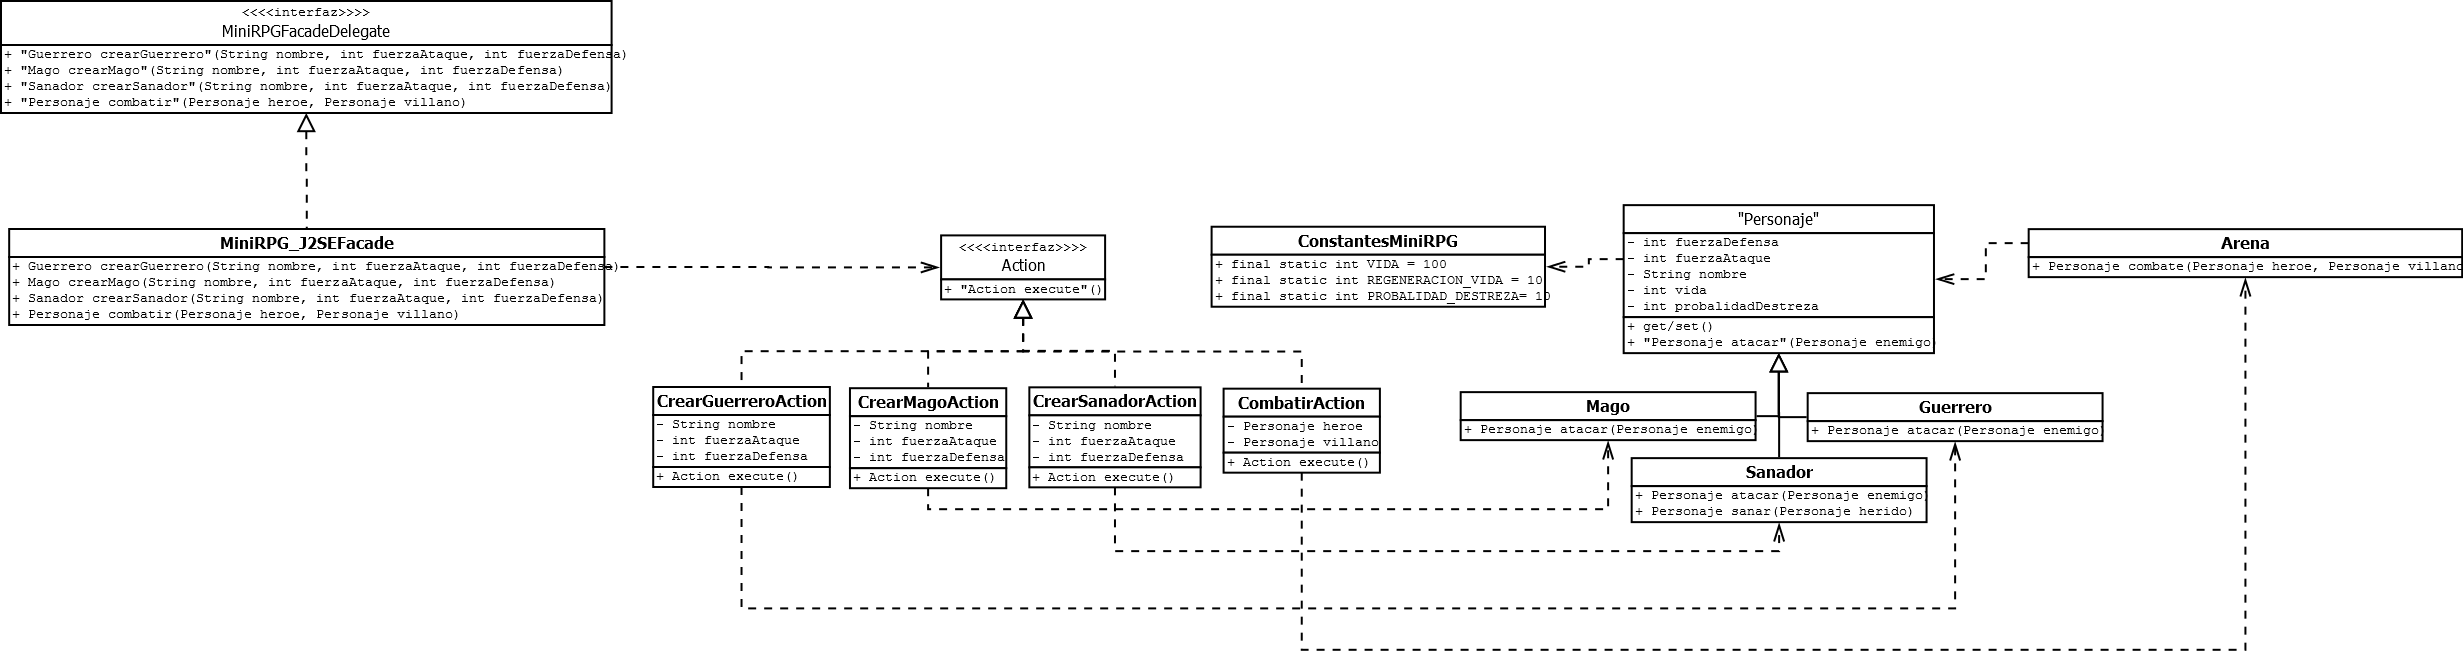 <<<<interfaz>>>>
MiniRPGFacadeDelegate
+ "Guerrero crearGuerrero"(String nombre, int fuerzaAtaque, int fuerzaDefensa)
+ "Mago crearMago"(String nombre, int fuerzaAtaque, int fuerzaDefensa)
+ "Sanador crearSanador"(String nombre, int fuerzaAtaque, int fuerzaDefensa)
+ "Personaje combatir"(Personaje heroe, Personaje villano)
MiniRPG_J2SEFacade
+ Guerrero crearGuerrero(String nombre, int fuerzaAtaque, int fuerzaDefensa)
+ Mago crearMago(String nombre, int fuerzaAtaque, int fuerzaDefensa)
+ Sanador crearSanador(String nombre, int fuerzaAtaque, int fuerzaDefensa)
+ Personaje combatir(Personaje heroe, Personaje villano)
<<<<interfaz>>>>
Action
+ "Action execute"()
ConstantesMiniRPG
+ final static int VIDA = 100
+ final static int REGENERACION_VIDA = 10
+ final static int PROBALIDAD_DESTREZA= 10
"Personaje"
- int fuerzaDefensa
- int fuerzaAtaque
- String nombre
- int vida
- int probalidadDestreza
+ get/set()
+ "Personaje atacar"(Personaje enemigo)
Arena
+ Personaje combate(Personaje heroe, Personaje villano
CrearGuerreroAction
- String nombre
- int fuerzaAtaque
- int fuerzaDefensa
+ Action execute()
CrearMagoAction
- String nombre
- int fuerzaAtaque
- int fuerzaDefensa
+ Action execute()
CrearSanadorAction
- String nombre
- int fuerzaAtaque
- int fuerzaDefensa
+ Action execute()
CombatirAction
- Personaje heroe
- Personaje villano
+ Action execute()
Mago
+ Personaje atacar(Personaje enemigo)
Guerrero
+ Personaje atacar(Personaje enemigo)
Sanador
+ Personaje atacar(Personaje enemigo)
+ Personaje sanar(Personaje herido)